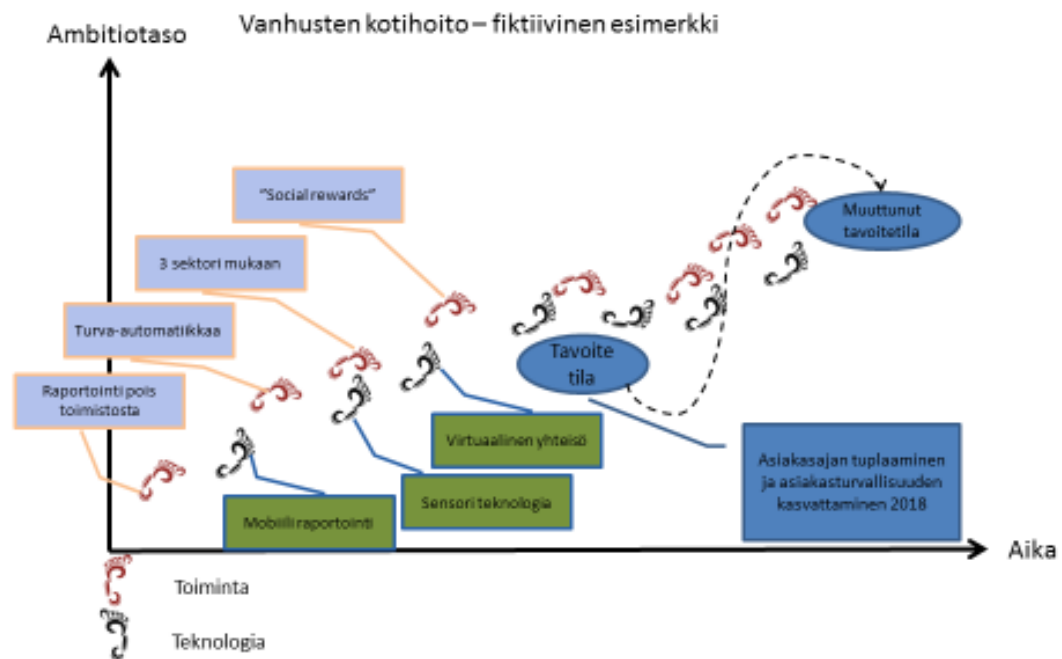 Vanhusten kotihoito – fiktiivinen esimerkki
Ambitiotaso
"Social rewards"
3 sektori mukaan
Turva-automatiikkaa
Raportointi pois
toimistosta
Muuttunut
tavoitetila
Tavoite
tila
Virtuaalinen yhteisö
Sensori teknologia
Mobiili raportointi
Asiakasajan tuplaaminen
ja asiakasturvallisuuden
kasvattaminen 2018
Aika
Toiminta
Teknologia